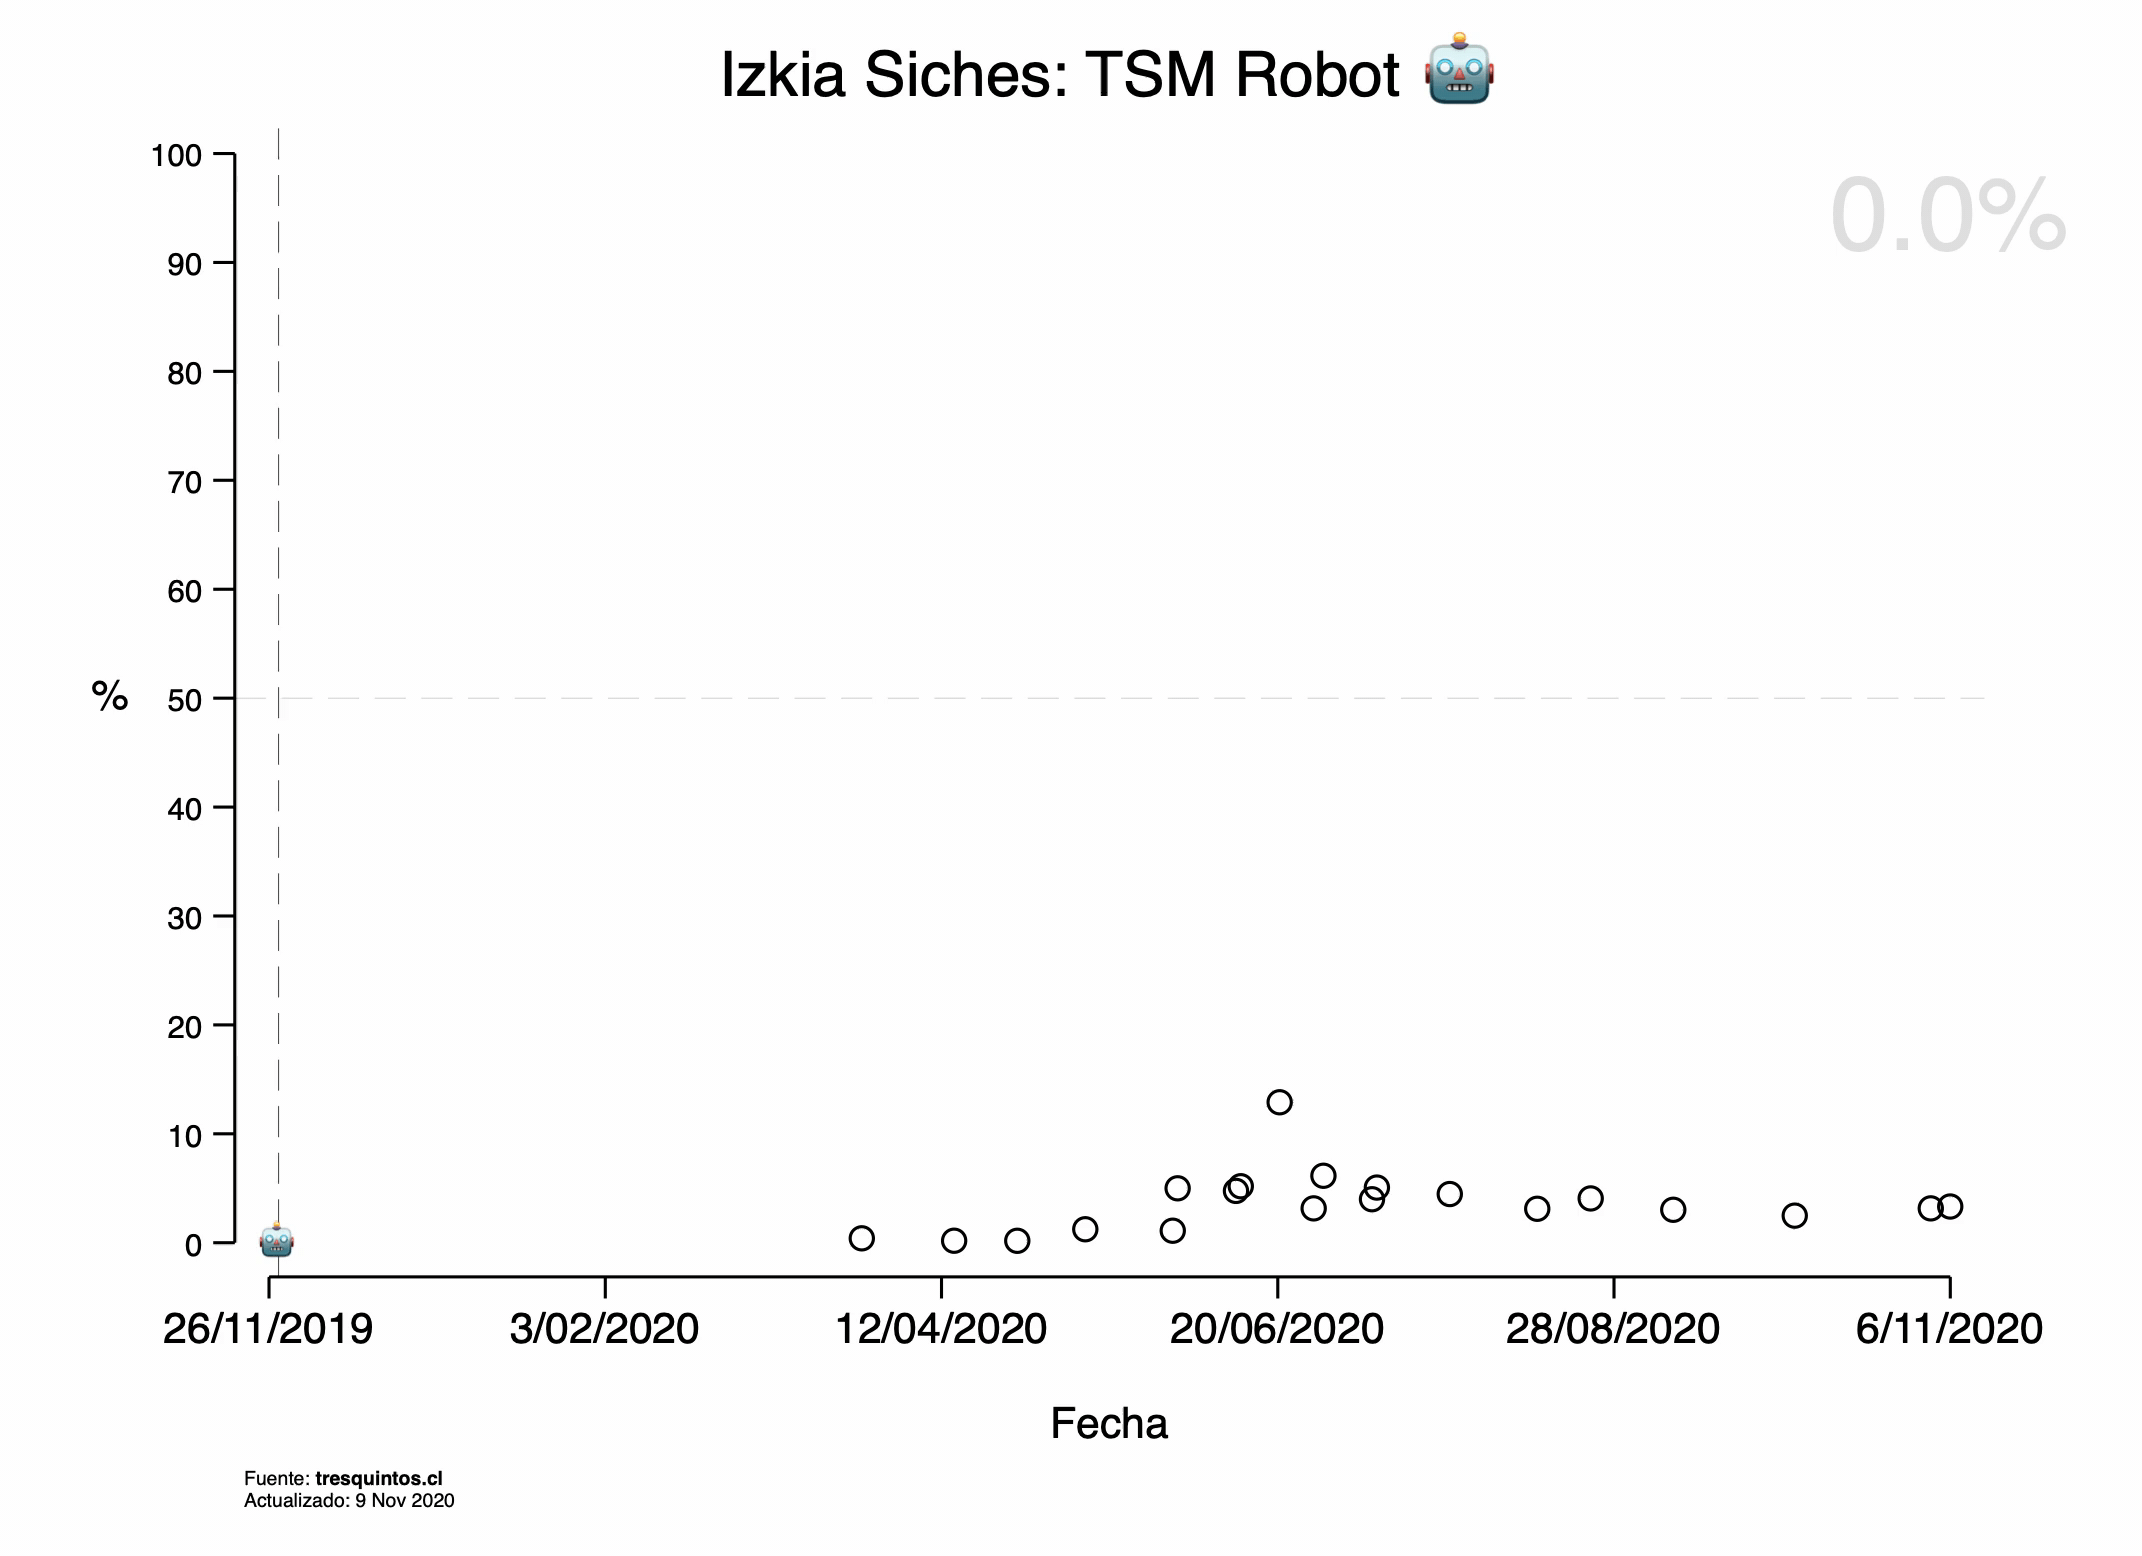 Izkia Siches: TSM Robot 🤖
0.0%
100
90
80
70
60
50
40
30
20
10
0
%
26/11/2019 3/02/2020 12/04/2020 20/06/2020 28/08/2020 6/11/2020
Fecha
Fuente: tresquintos.cl
Actualizado: 9 Nov 2020